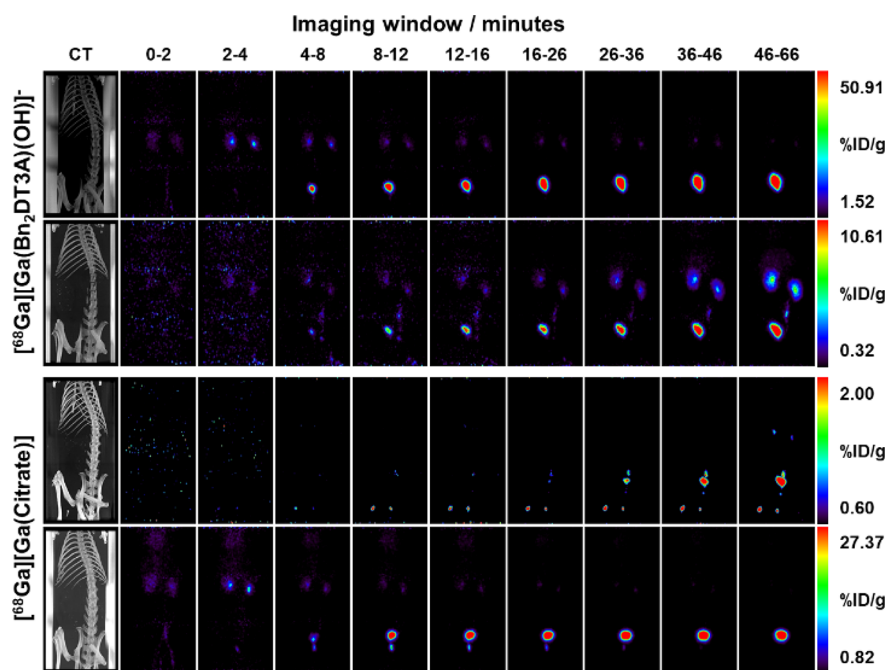 Imaging window / minutes
CT 0-2 2-4 4-8 8-12 12-16 16-26 26-36 36-46 46-66
[⁶⁸Ga][Ga(Bn₂DT3A)(OH)]⁻
50.91
%ID/g
1.52
10.61
%ID/g
0.32
[⁶⁸Ga][Ga(Citrate)]
2.00
%ID/g
0.60
27.37
%ID/g
0.82